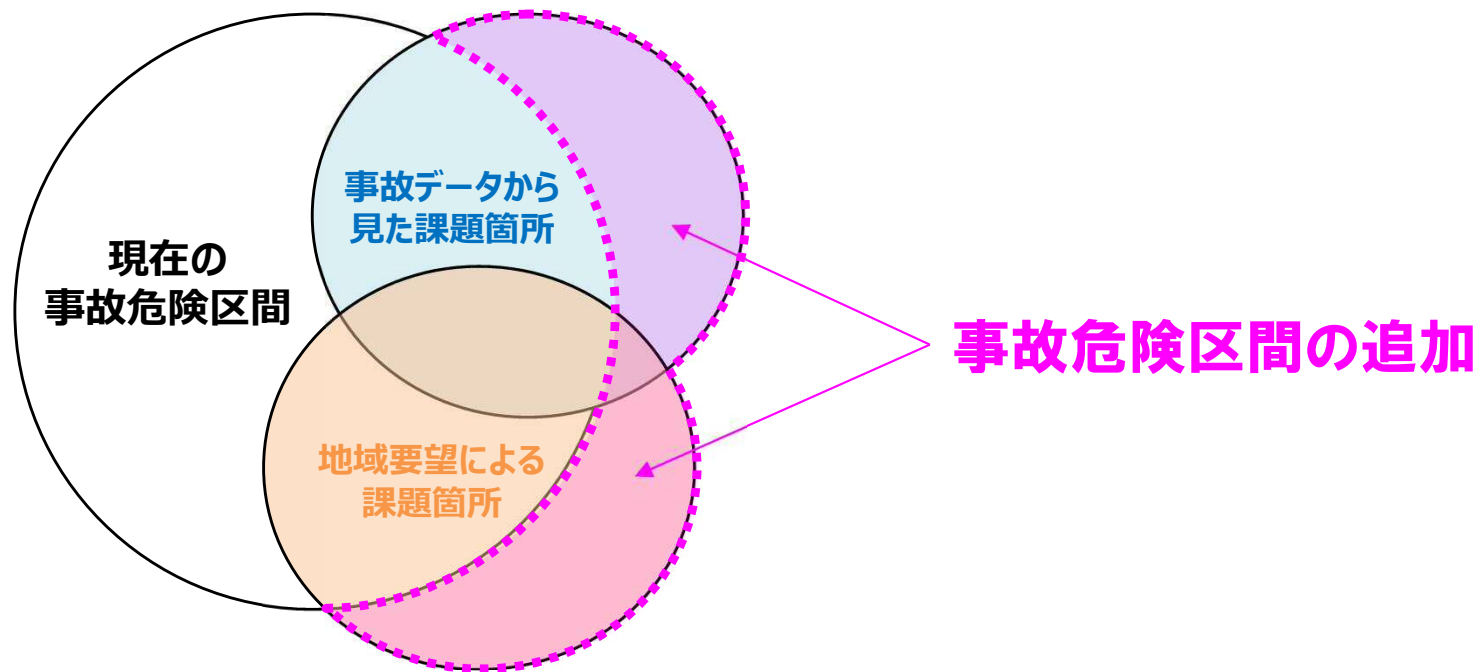 事故データから
見た課題箇所
現在の
事故危険区間
事故危険区間の追加
地域要望による
課題箇所